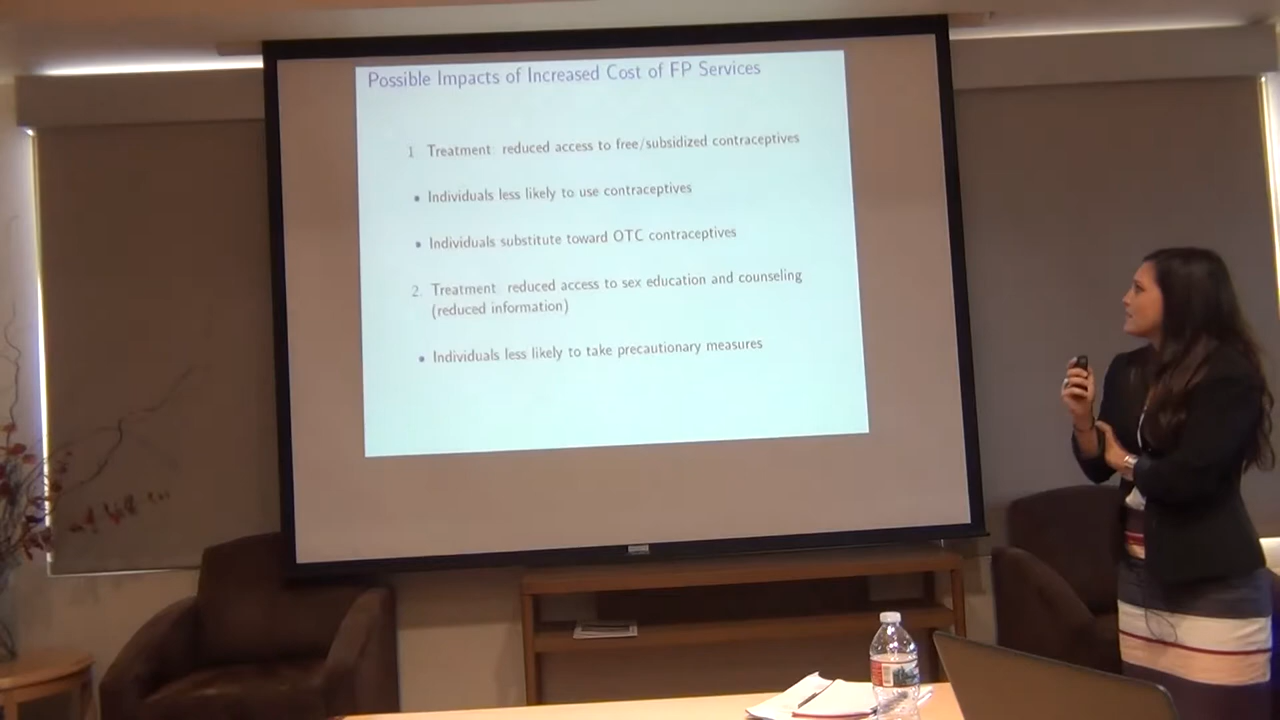 Possible Impacts of Increased Cost of FP Services
1 Treatment: reduced access to free/subsidized contraceptives
• Individuals less likely to use contraceptives
• Individuals substitute toward OTC contraceptives
2. Treatment: reduced access to sex education and counseling
(reduced information)
• Individuals less likely to take precautionary measures